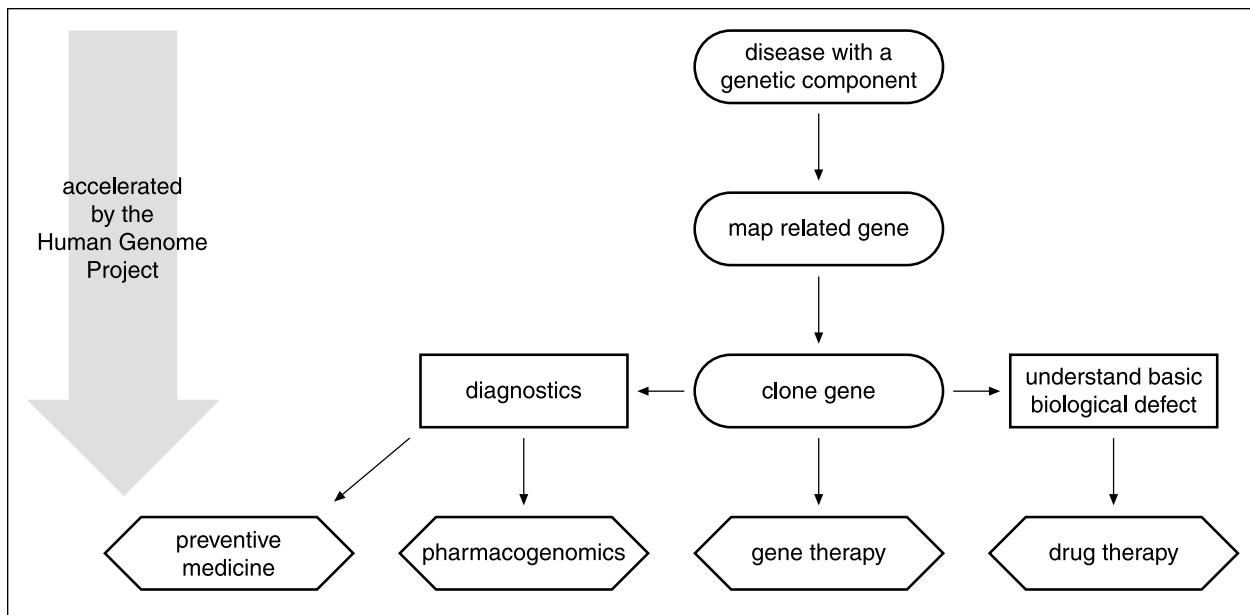 disease with a
genetic component
accelerated
by the
Human Genome
Project
map related gene
diagnostics
clone gene
understand basic
biological defect
preventive
medicine
pharmacogenomics
gene therapy
drug therapy